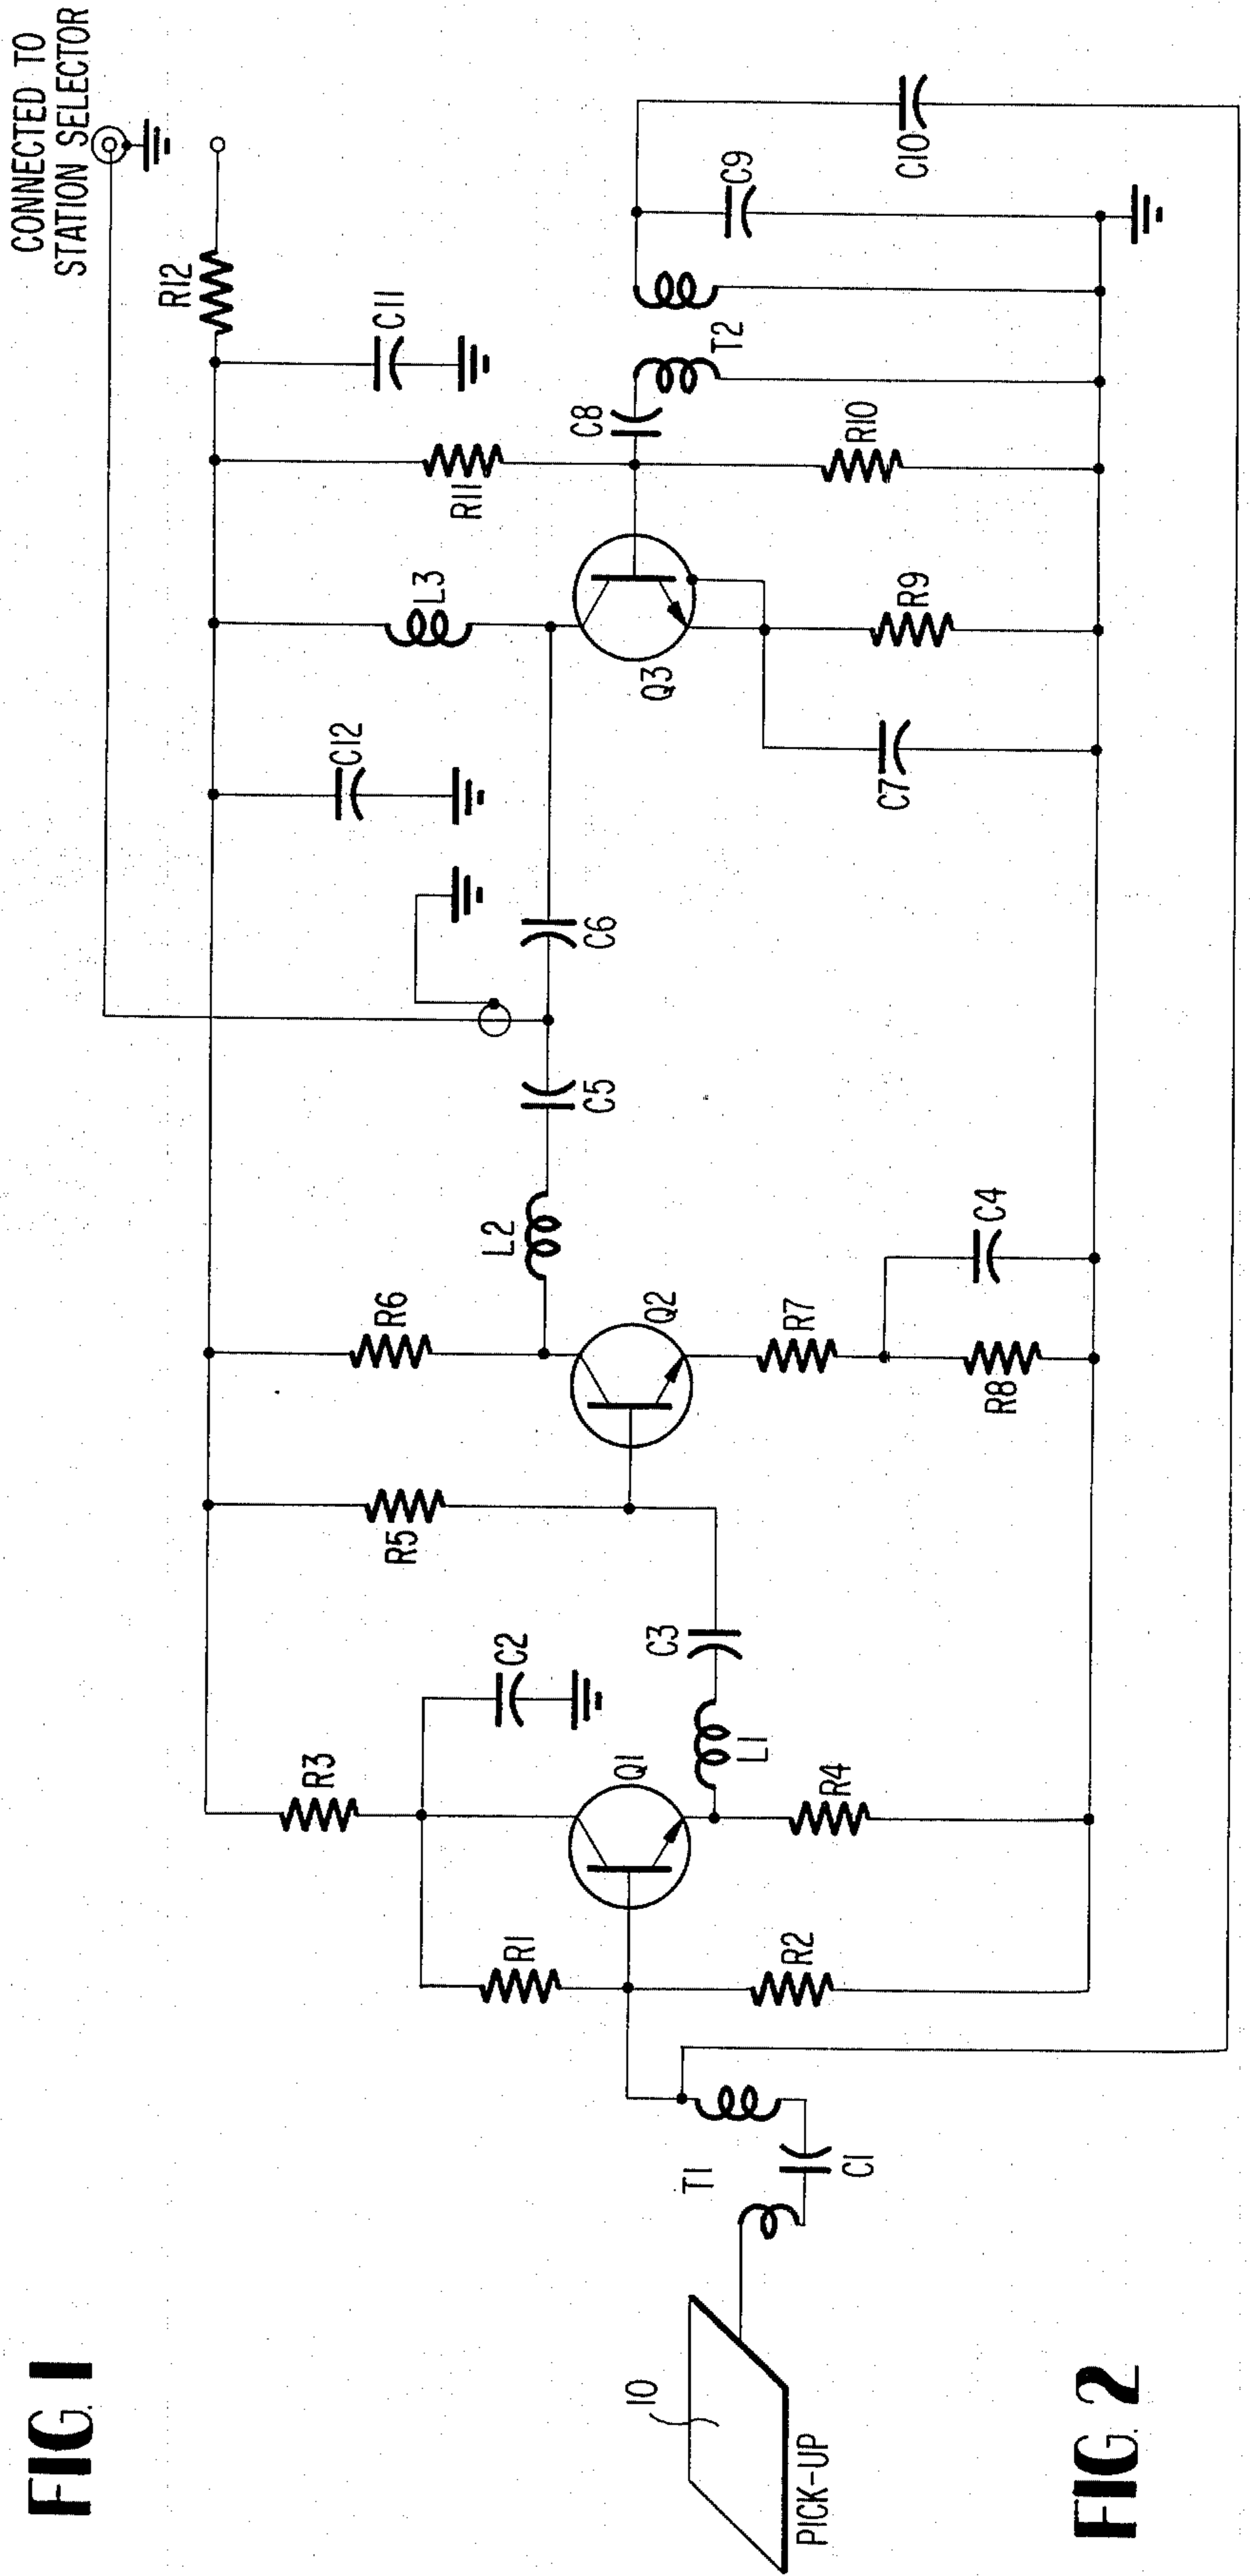 FIG. 1
CONNECTED TO
STATION SELECTOR
R12
R3
R5
R6
C12
L3
C11
R11
R1
C2
L2
C5
C6
C8
T2
C9
Q1
Q2
Q3
10
PICK-UP
T1
C1
R2
L1
C3
R4
R7
R8
C4
C7
R9
R10
C10
FIG. 2